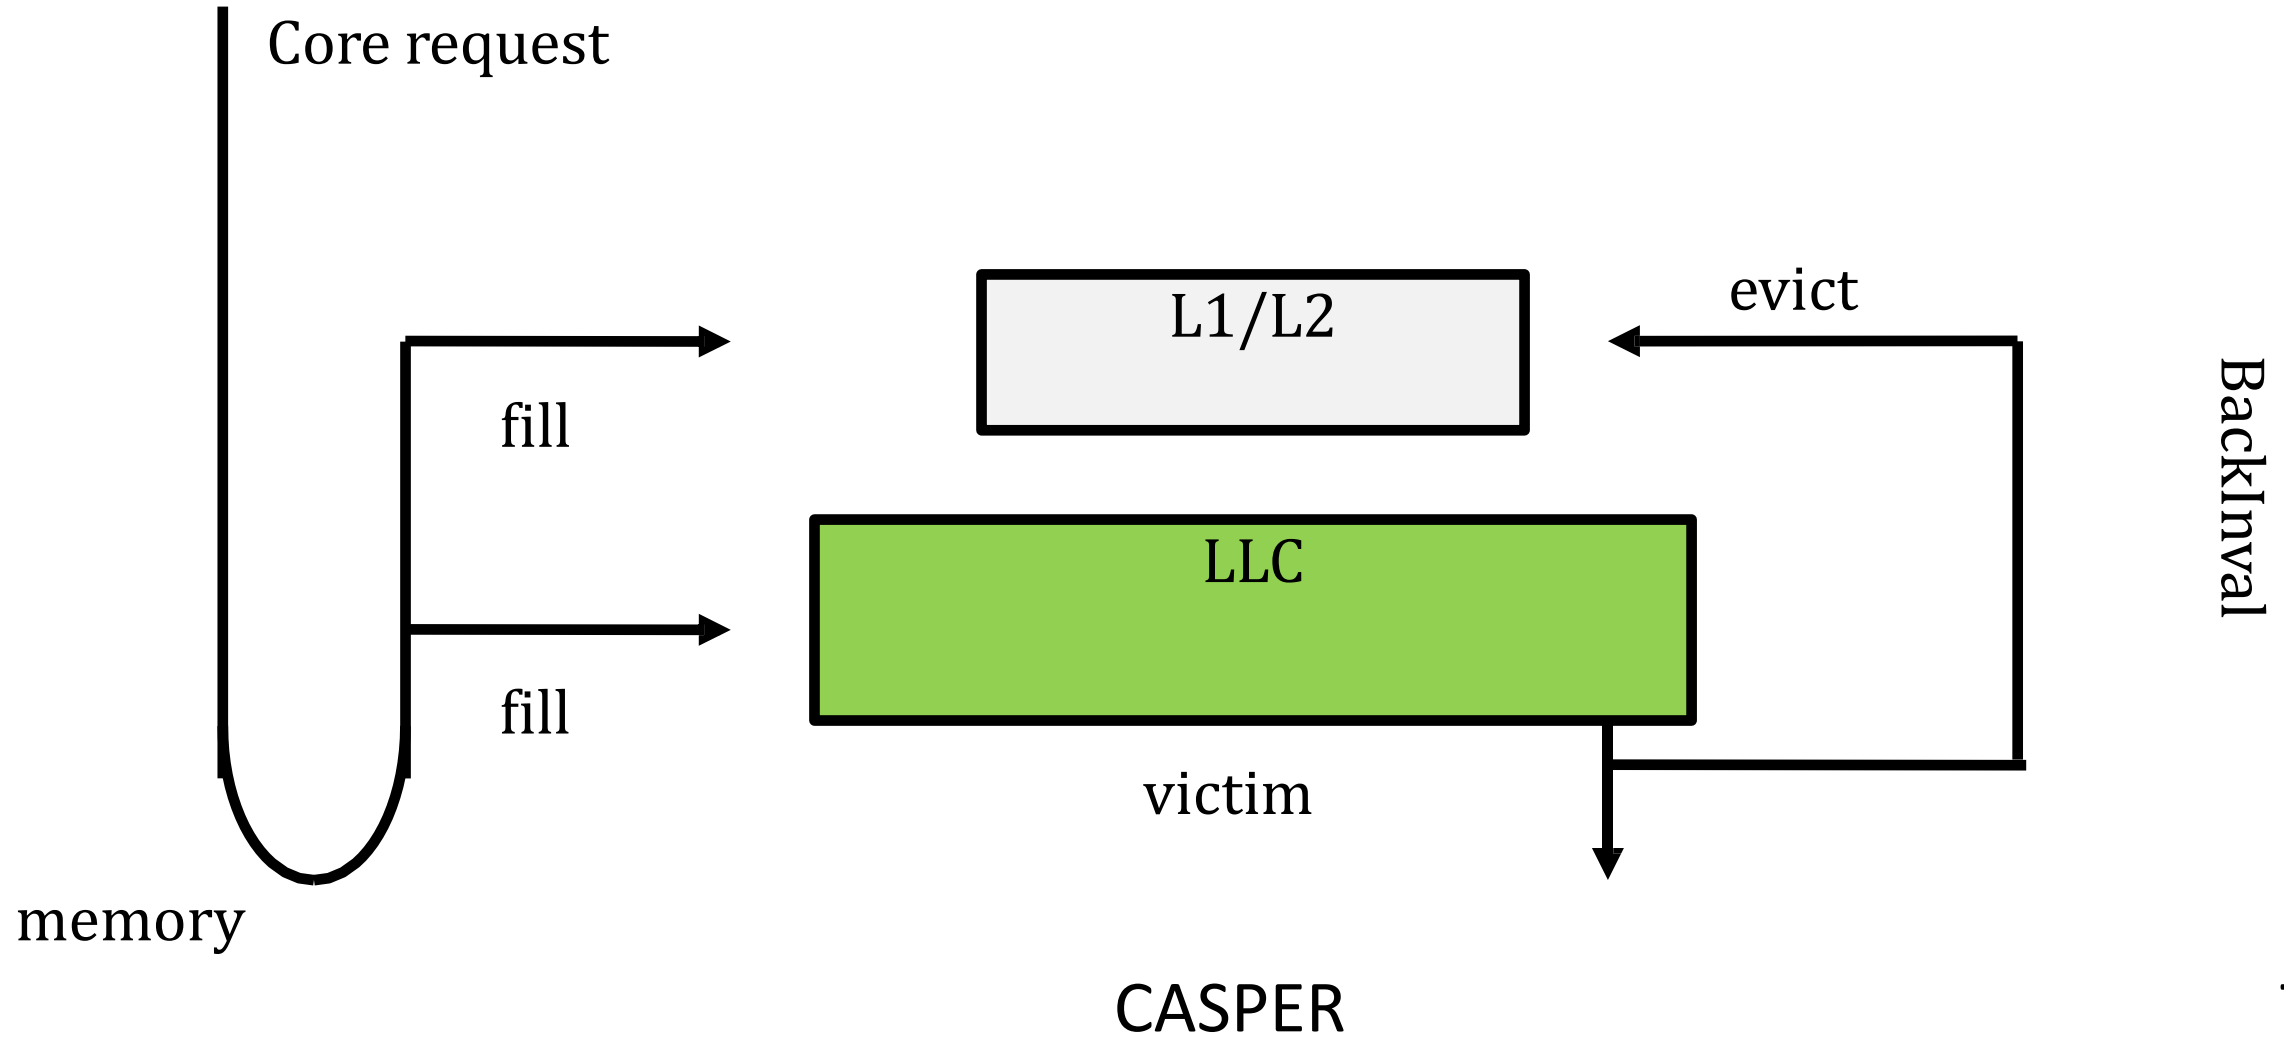 Core request
L1/L2
evict
fill
BackInval
LLC
fill
victim
memory
CASPER